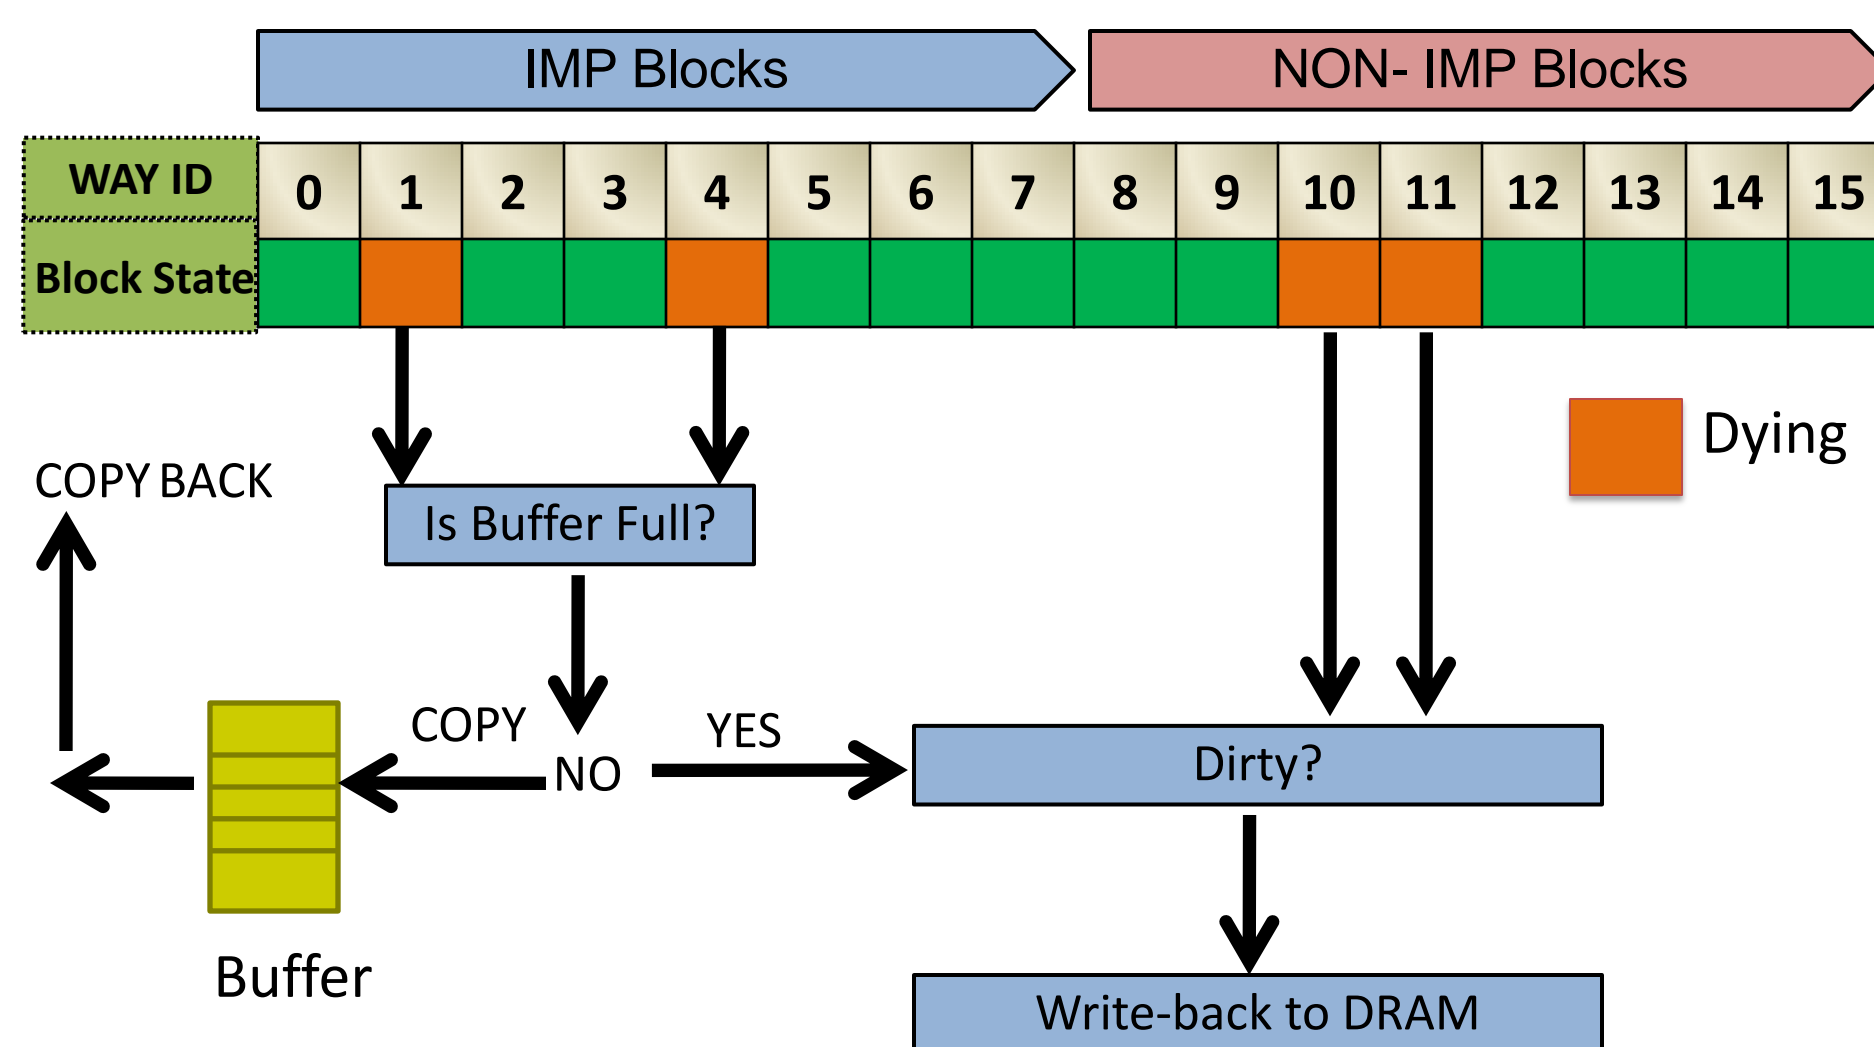 IMP Blocks
NON- IMP Blocks
WAY ID 0 1 2 3 4 5 6 7 8 9 10 11 12 13 14 15
Block State
Dying
COPY BACK
Is Buffer Full?
COPY
YES
NO
Dirty?
Buffer
Write-back to DRAM